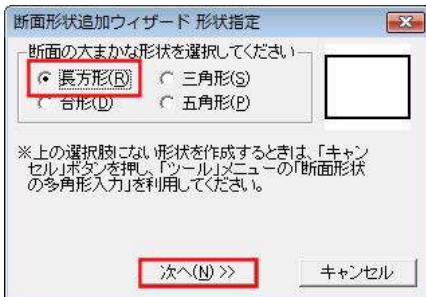 断面形状追加ウィザード 形状指定
断面の大まかな形状を選択してください
長方形(R) 三角形(S)
台形(D) 五角形(P)
※上の選択肢にない形状を作成するときは、「キャン
セル」ボタンを押し、「ツール」メニューの「断面形状
の多角形入力」を利用してください。
次へ(N) >> キャンセル